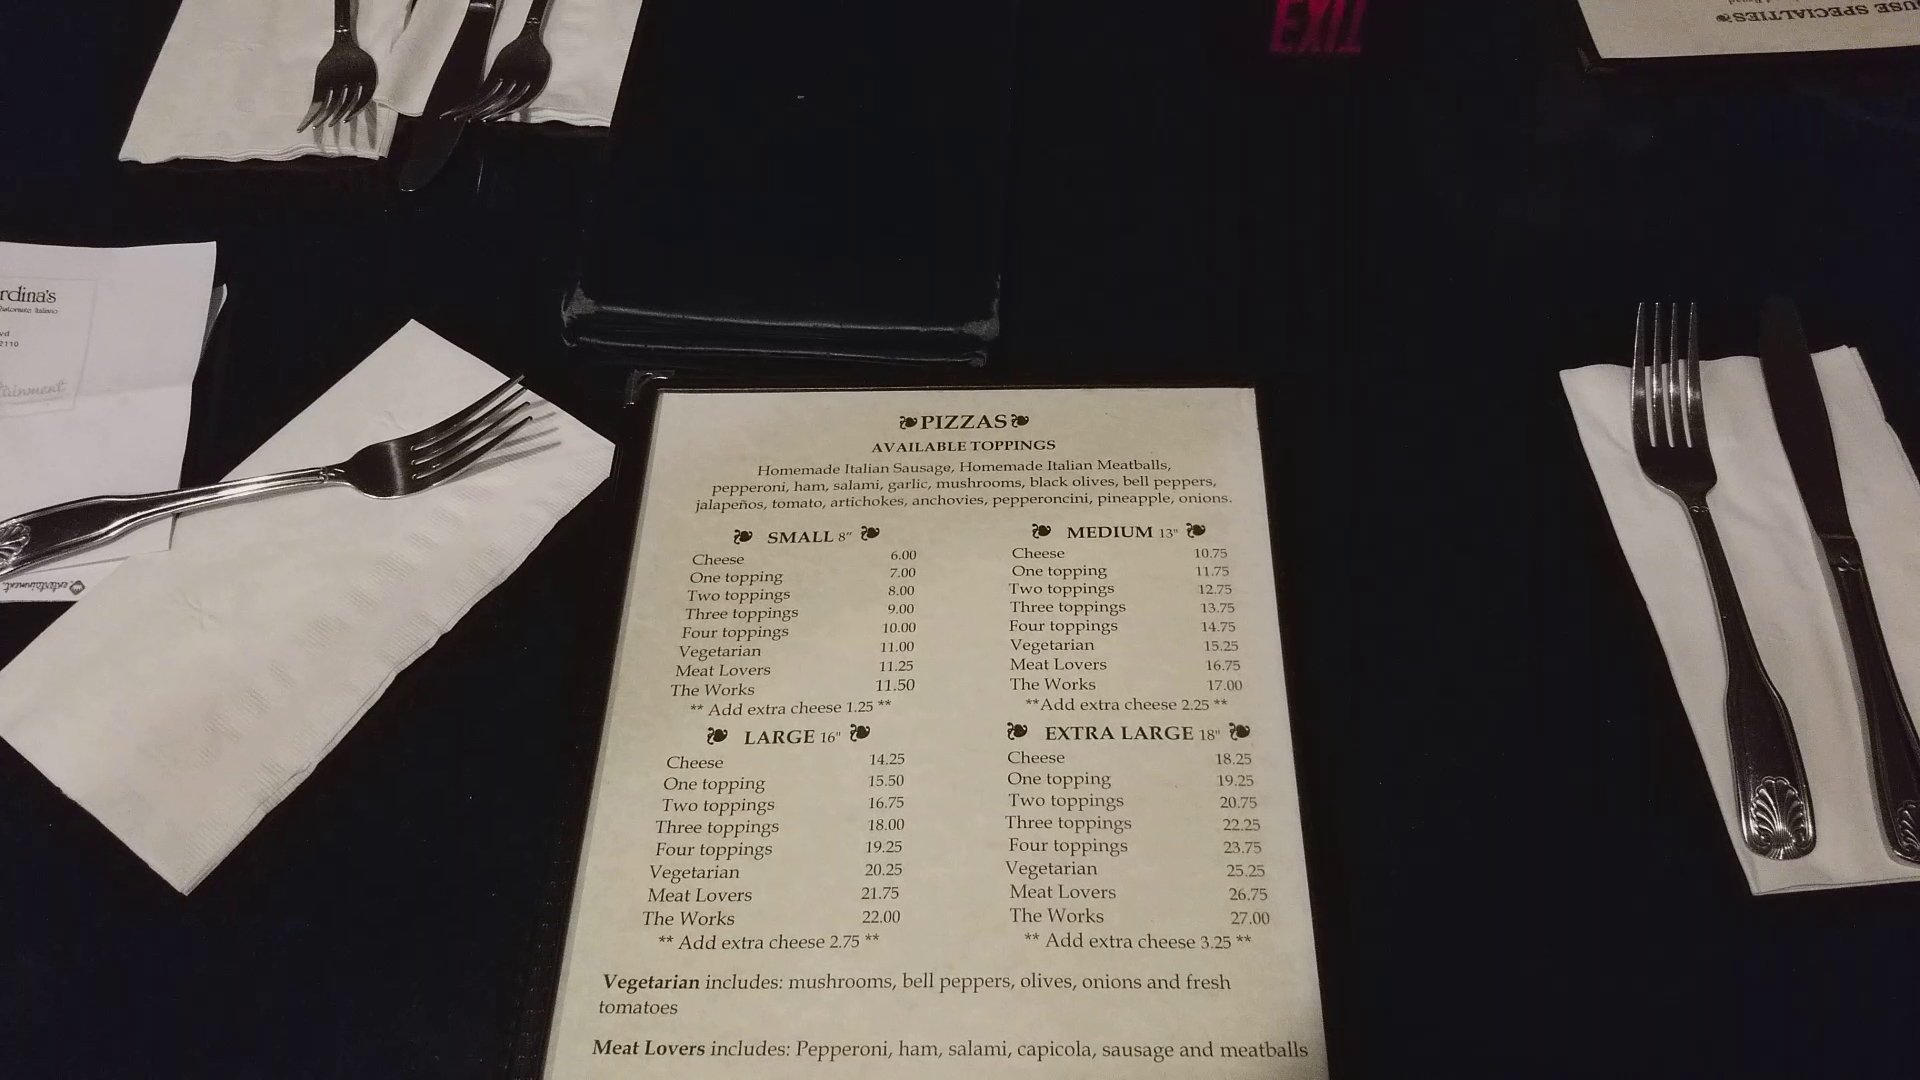 EXIT
USE SPECIALTIES
rdina's
Italiano
vd
2110
tainment
entertainment.
PIZZAS
AVAILABLE TOPPINGS
Homemade Italian Sausage, Homemade Italian Meatballs,
pepperoni, ham, salami, garlic, mushrooms, black olives, bell peppers,
jalapeños, tomato, artichokes, anchovies, pepperoncini, pineapple, onions.
SMALL 8"
Cheese 6.00
One topping 7.00
Two toppings 8.00
Three toppings 9.00
Four toppings 10.00
Vegetarian 11.00
Meat Lovers 11.25
The Works 11.50
** Add extra cheese 1.25 **
MEDIUM 13"
Cheese 10.75
One topping 11.75
Two toppings 12.75
Three toppings 13.75
Four toppings 14.75
Vegetarian 15.25
Meat Lovers 16.75
The Works 17.00
**Add extra cheese 2.25 **
LARGE 16"
Cheese 14.25
One topping 15.50
Two toppings 16.75
Three toppings 18.00
Four toppings 19.25
Vegetarian 20.25
Meat Lovers 21.75
The Works 22.00
** Add extra cheese 2.75 **
EXTRA LARGE 18"
Cheese 18.25
One topping 19.25
Two toppings 20.75
Three toppings 22.25
Four toppings 23.75
Vegetarian 25.25
Meat Lovers 26.75
The Works 27.00
** Add extra cheese 3.25 **
Vegetarian includes: mushrooms, bell peppers, olives, onions and fresh
tomatoes
Meat Lovers includes: Pepperoni, ham, salami, capicola, sausage and meatballs